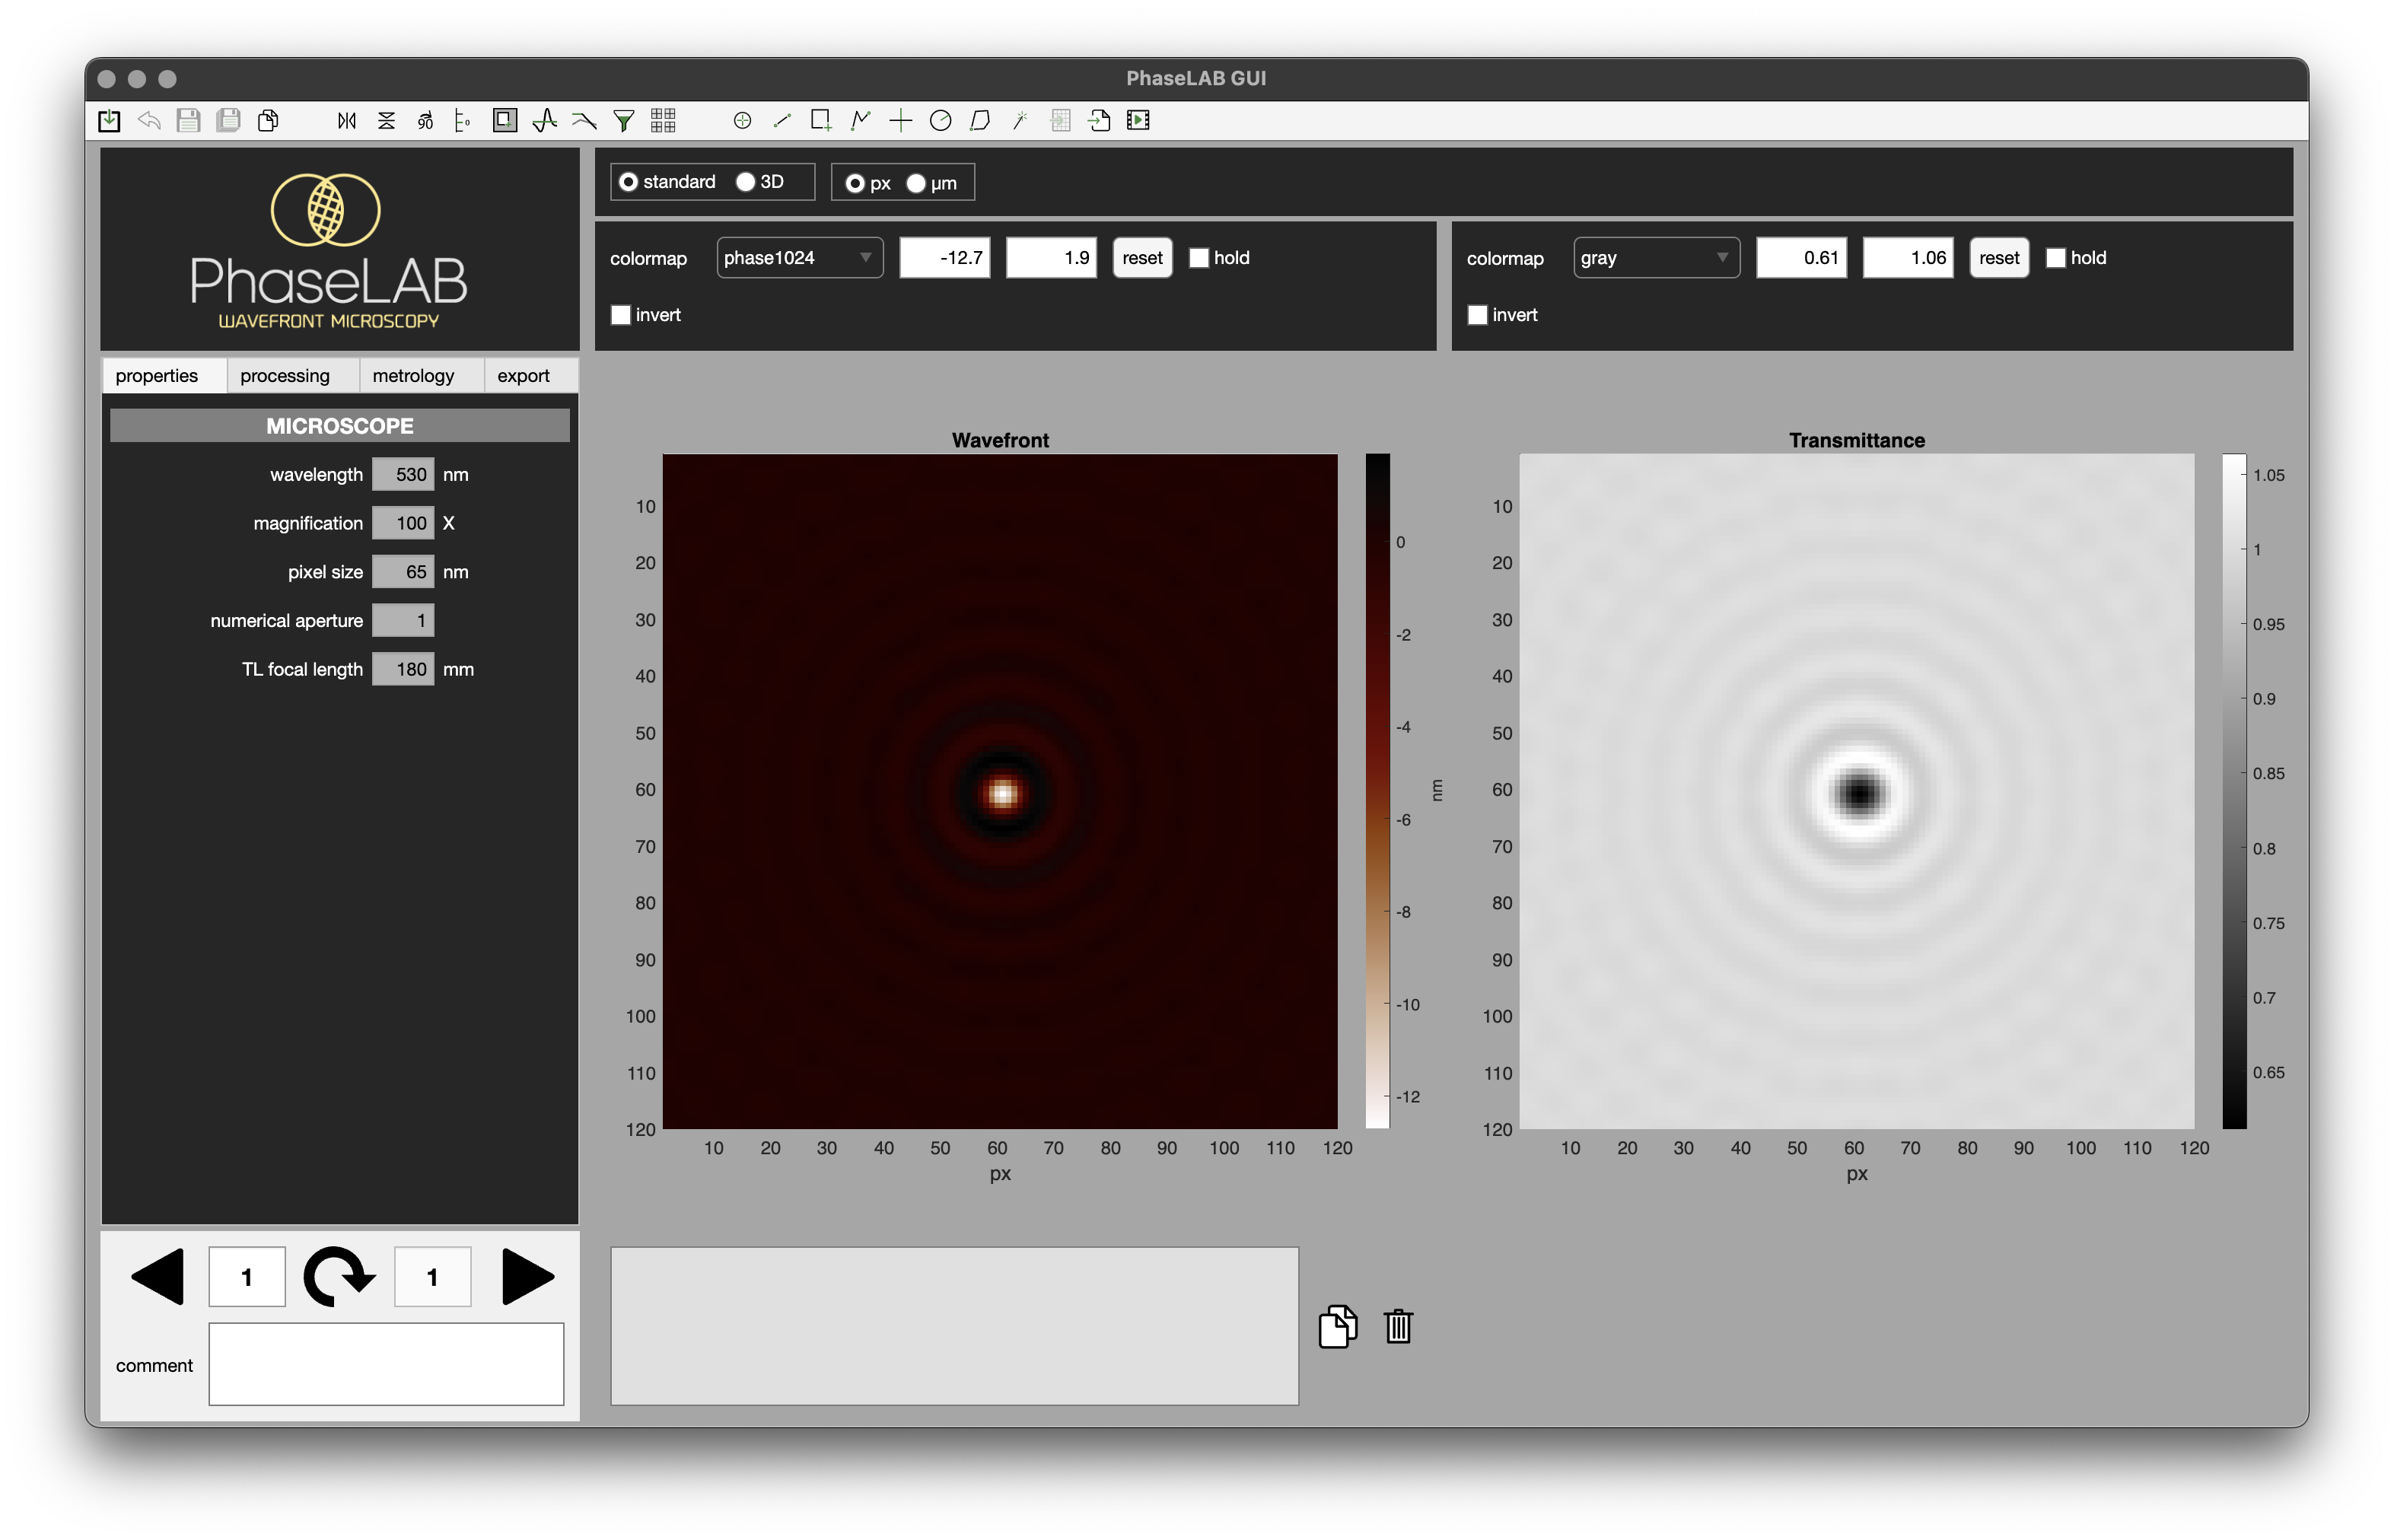 PhaseLAB GUI
90
0
PhaseLAB
WAVEFRONT MICROSCOPY
standard 3D px µm
colormap phase1024 -12.7 1.9 reset hold
invert
colormap gray 0.61 1.06 reset hold
invert
properties processing metrology export
MICROSCOPE
wavelength 530 nm
magnification 100 X
pixel size 65 nm
numerical aperture 1
TL focal length 180 mm
Wavefront
10
20
30
40
50
60
70
80
90
100
110
120
10 20 30 40 50 60 70 80 90 100 110 120
px
0
-2
-4
-6
-8
-10
-12
nm
Transmittance
10
20
30
40
50
60
70
80
90
100
110
120
10 20 30 40 50 60 70 80 90 100 110 120
px
1.05
1
0.95
0.9
0.85
0.8
0.75
0.7
0.65
1 1
comment